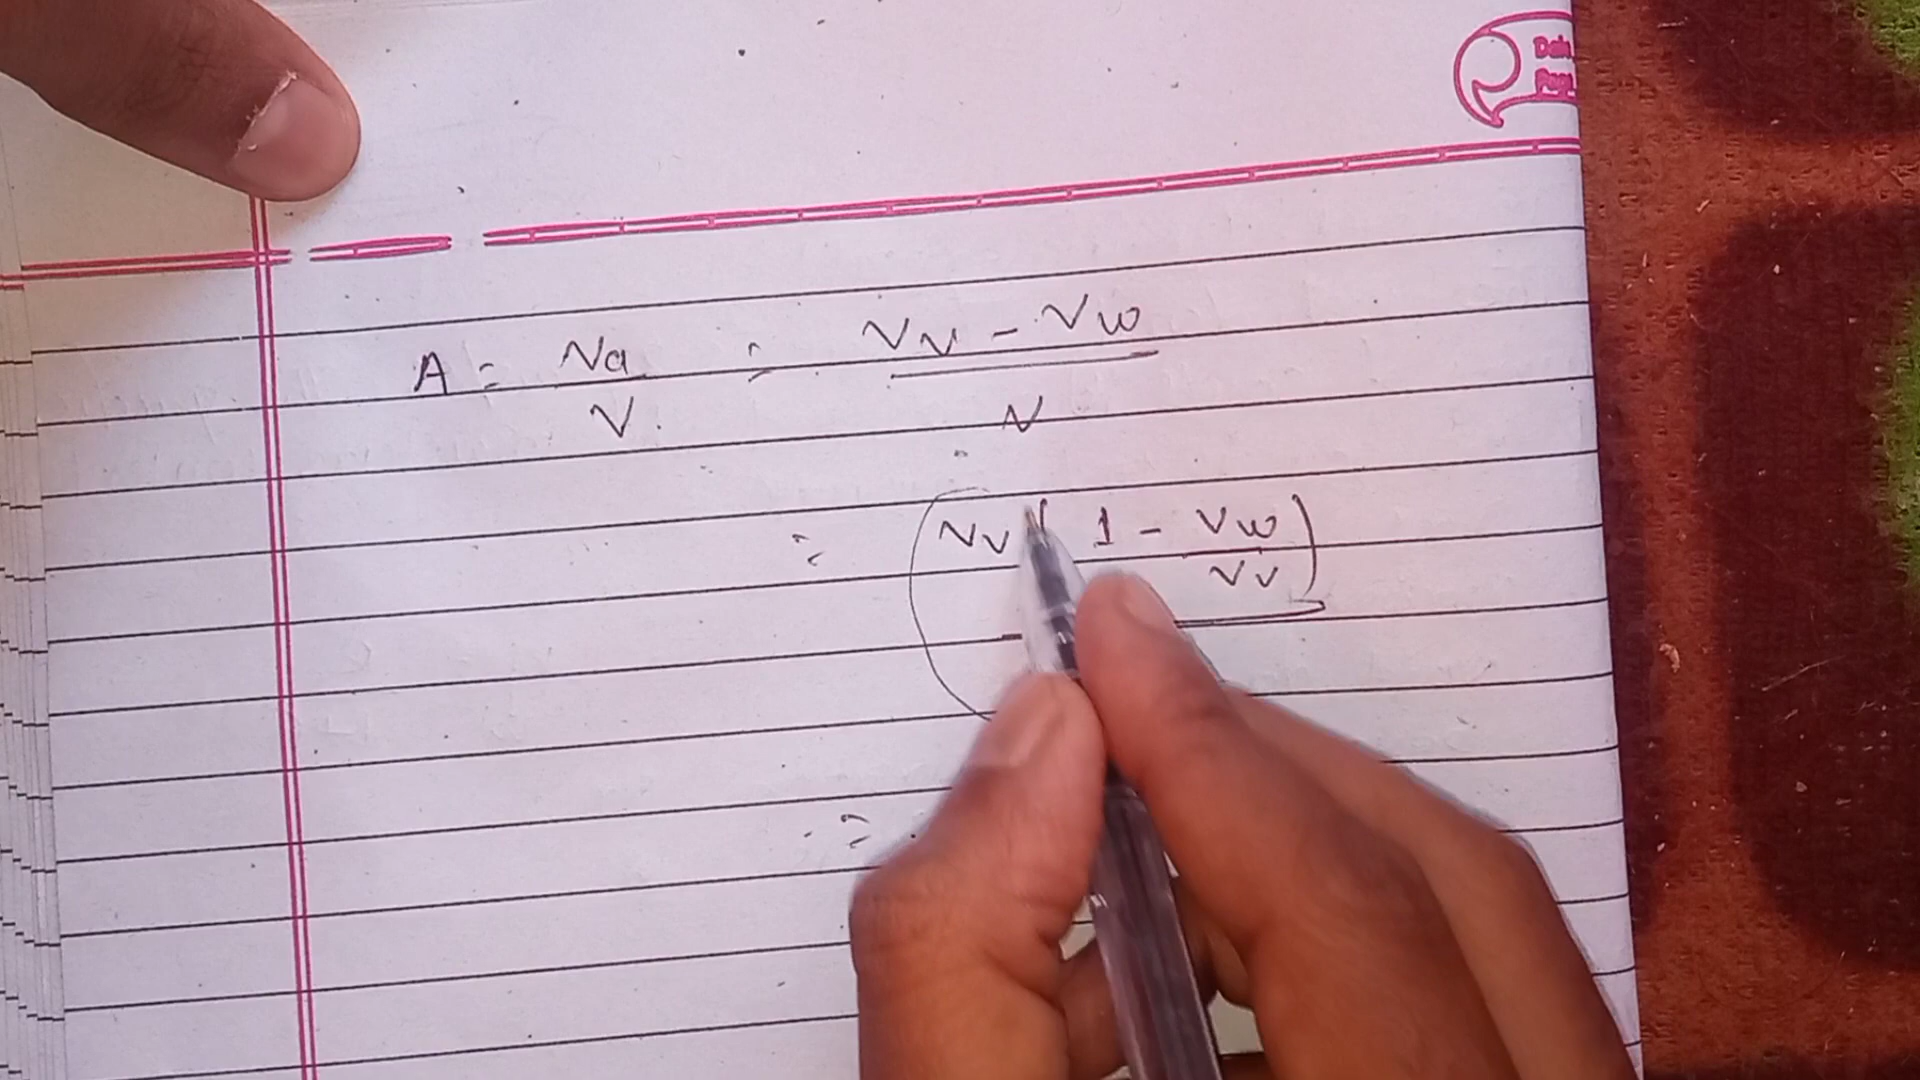 A = Va / V = Vv - Vw / V
= Vv ( 1 - Vw / Vv )
=